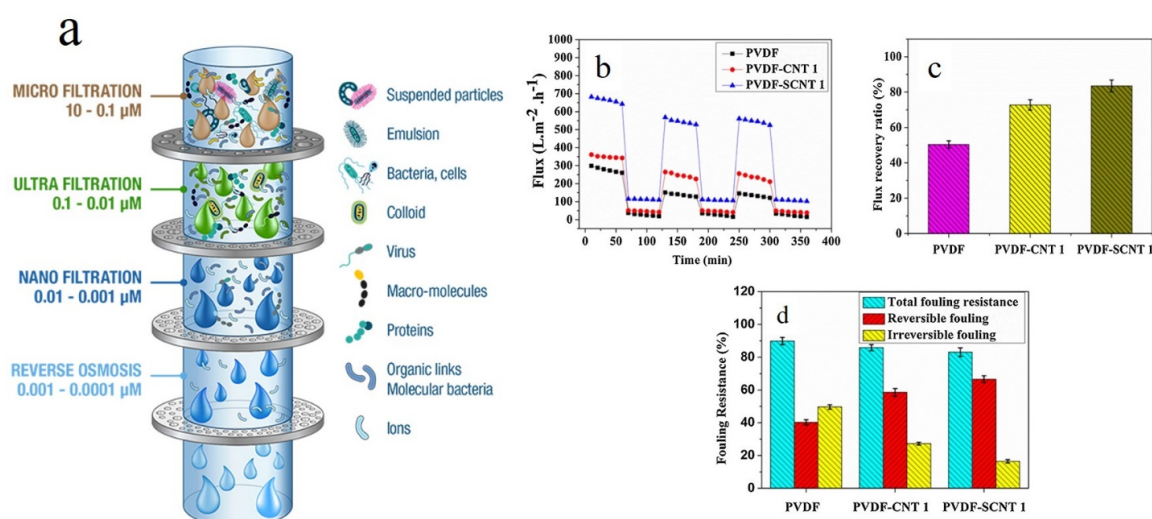 a
MICRO FILTRATION
10 - 0.1 µM
ULTRA FILTRATION
0.1 - 0.01 µM
NANO FILTRATION
0.01 - 0.001 µM
REVERSE OSMOSIS
0.001 - 0.0001 µM
Suspended particles
Emulsion
Bacteria, cells
Colloid
Virus
Macro-molecules
Proteins
Organic links
Molecular bacteria
Ions
b
Flux (L.m⁻² .h⁻¹)
1000
900
800
700
600
500
400
300
200
100
0
PVDF
PVDF-CNT 1
PVDF-SCNT 1
0 50 100 150 200 250 300 350 400
Time (min)
c
Flux recovery ratio (%)
100
80
60
40
20
0
PVDF PVDF-CNT 1 PVDF-SCNT 1
d
Fouling Resistance (%)
120
100
80
60
40
20
0
Total fouling resistance
Reversible fouling
Irreversible fouling
PVDF PVDF-CNT 1 PVDF-SCNT 1